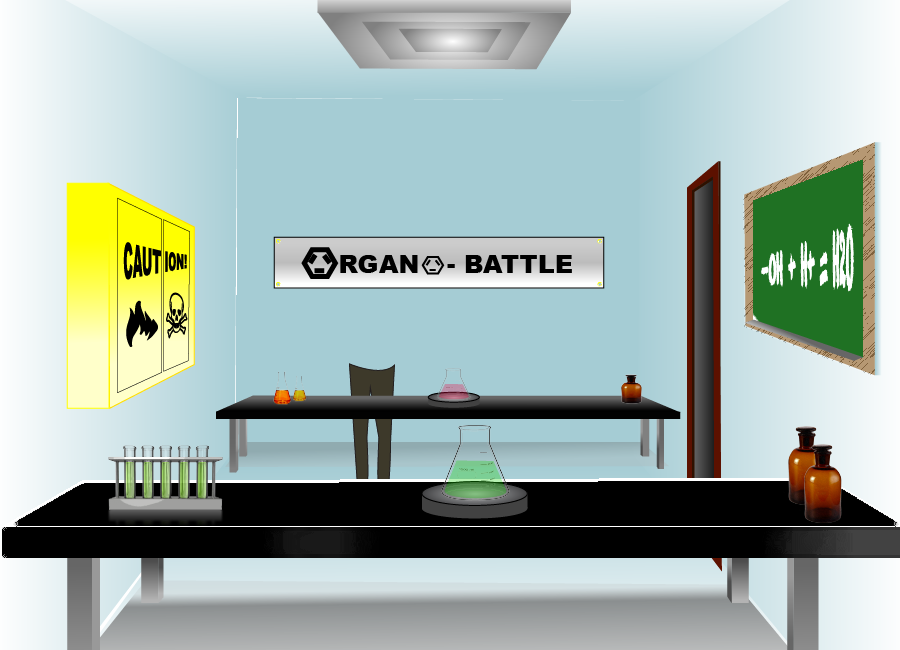 CAUTION!
ORGANO- BATTLE
-OH + H+ = H2O